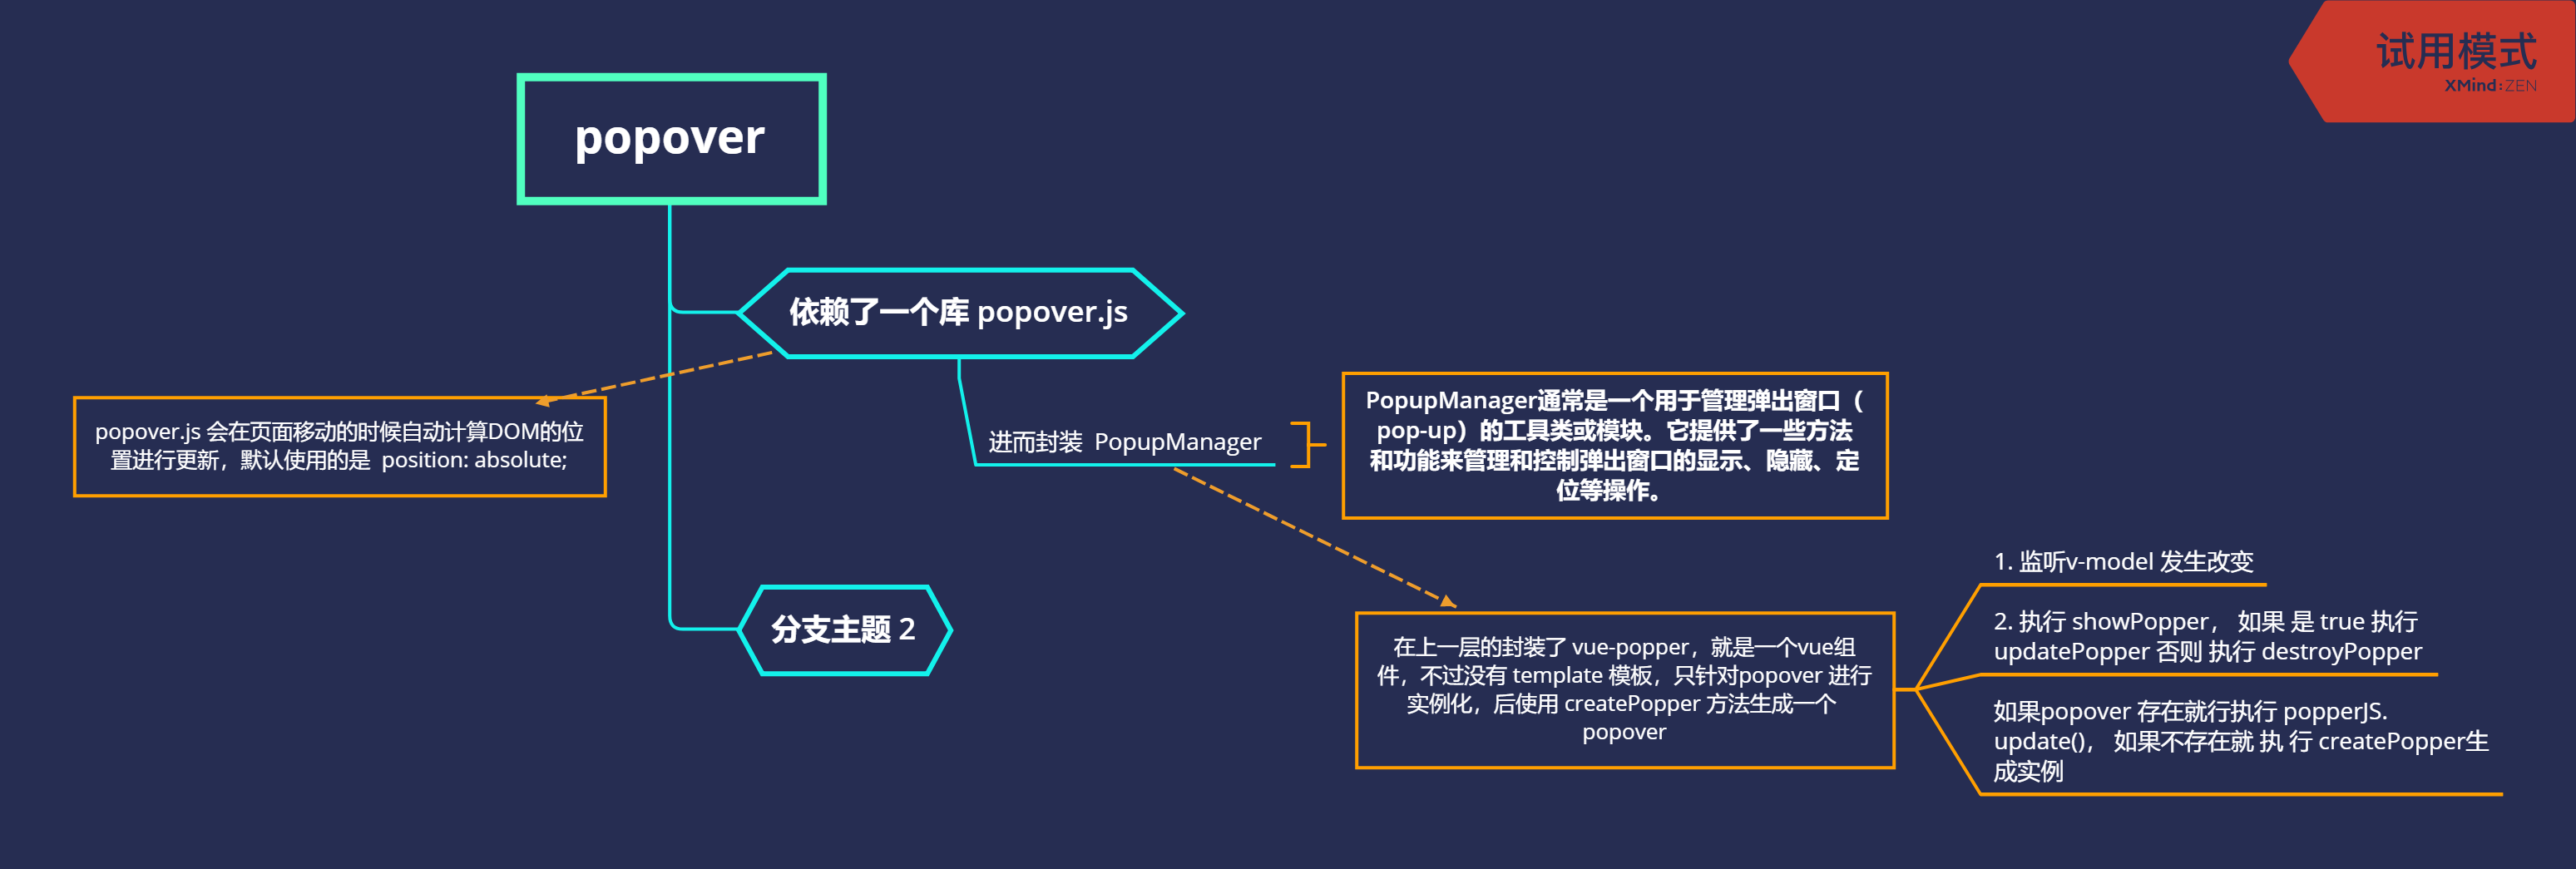 试用模式
XMind:ZEN
popover
依赖了一个库 popover.js
popover.js 会在页面移动的时候自动计算DOM的位
置进行更新，默认使用的是 position: absolute;
进而封装 PopupManager
PopupManager通常是一个用于管理弹出窗口（
pop-up）的工具类或模块。它提供了一些方法
和功能来管理和控制弹出窗口的显示、隐藏、定
位等操作。
分支主题 2
在上一层的封装了 vue-popper，就是一个vue组
件，不过没有 template 模板，只针对popover 进行
实例化，后使用 createPopper 方法生成一个
popover
1. 监听v-model 发生改变
2. 执行 showPopper， 如果 是 true 执行
updatePopper 否则 执行 destroyPopper
如果popover 存在就行执行 popperJS.
update()， 如果不存在就 执 行 createPopper生
成实例